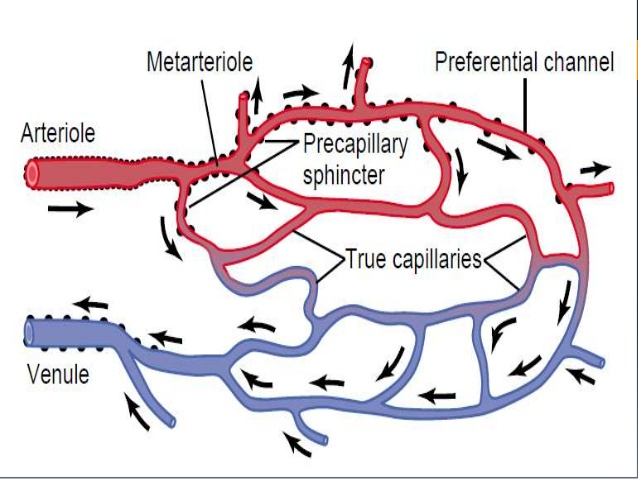 Metarteriole
Preferential channel
Arteriole
Precapillary
sphincter
True capillaries
Venule